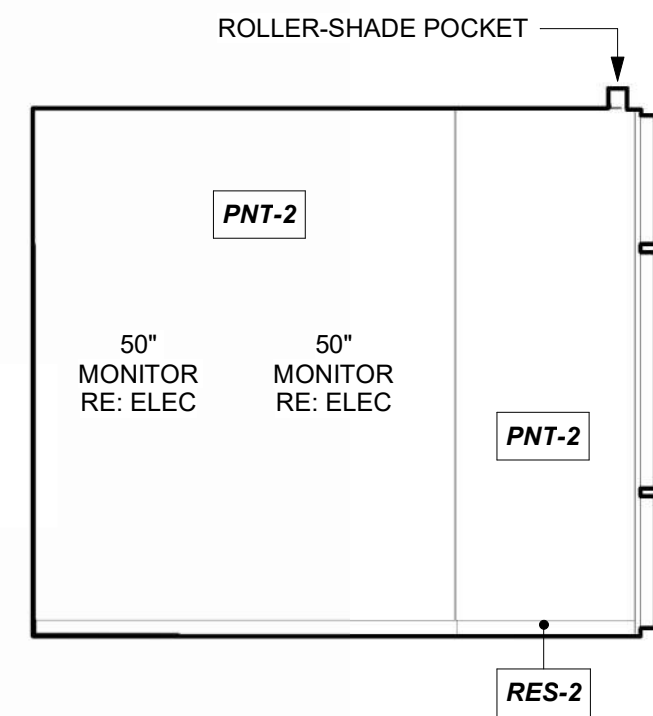 ROLLER-SHADE POCKET
PNT-2
50"
MONITOR
RE: ELEC
50"
MONITOR
RE: ELEC
PNT-2
RES-2